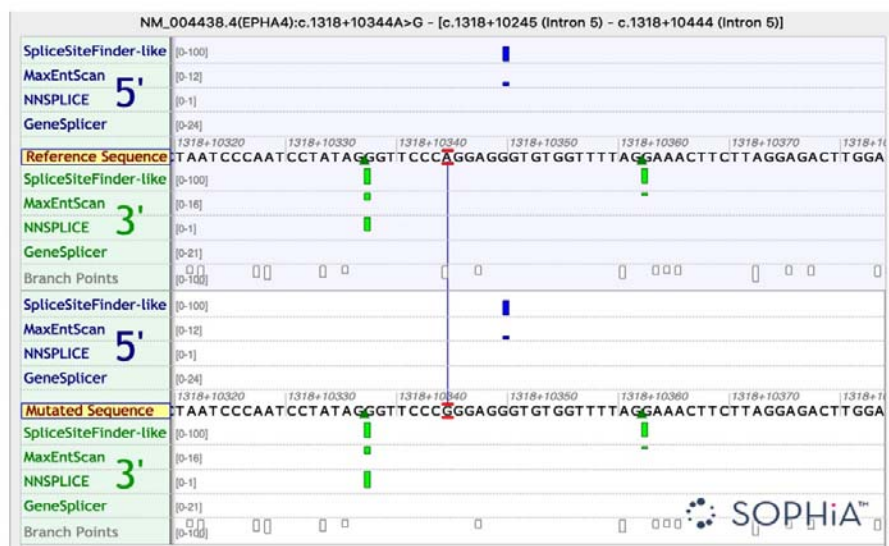 NM_004438.4(EPHA4):c.1318+10344A>G - [c.1318+10245 (Intron 5) - c.1318+10444 (Intron 5)]
SpliceSiteFinder-like [0-100]
MaxEntScan [0-12]
5'
NNSPLICE [0-1]
GeneSplicer [0-24]
1318+10320 1318+10330 1318+10340 1318+10350 1318+10360 1318+10370
Reference Sequence TAATCCCAATCCTATAGGGTTCCCAGGAGGGTGTGGTTTTAGGAAACTTCTTAGGAGACTTGGA
SpliceSiteFinder-like [0-100]
MaxEntScan [0-16]
3'
NNSPLICE [0-1]
GeneSplicer [0-21]
Branch Points [0-100]
SpliceSiteFinder-like [0-100]
MaxEntScan [0-12]
5'
NNSPLICE [0-1]
GeneSplicer [0-24]
1318+10320 1318+10330 1318+10340 1318+10350 1318+10360 1318+10370
Mutated Sequence TAATCCCAATCCTATAGGGTTCCCGGGAGGGTGTGGTTTTAGGAAACTTCTTAGGAGACTTGGA
SpliceSiteFinder-like [0-100]
MaxEntScan [0-16]
3'
NNSPLICE [0-1]
GeneSplicer [0-21]
Branch Points [0-100]
SOPHiA™